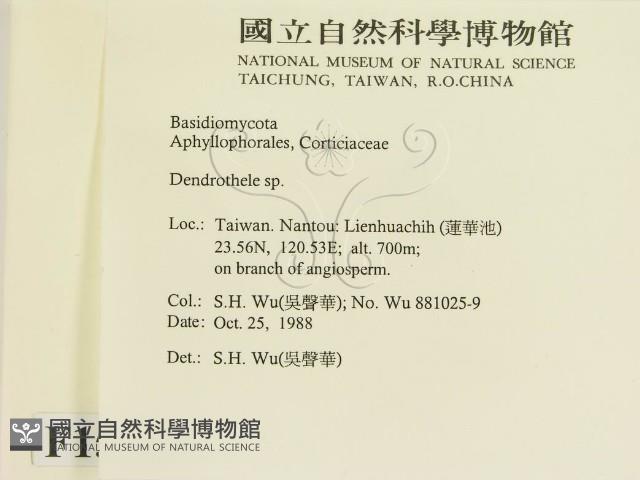 國立自然科學博物館
NATIONAL MUSEUM OF NATURAL SCIENCE
TAICHUNG, TAIWAN, R.O.CHINA
Basidiomycota
Aphyllophorales, Corticiaceae
Dendrothele sp.
Loc.: Taiwan. Nantou: Lienhuachih (蓮華池)
23.56N, 120.53E; alt. 700m;
on branch of angiosperm.
Col.: S.H. Wu(吳聲華); No. Wu 881025-9
Date: Oct. 25, 1988
Det.: S.H. Wu(吳聲華)
國立自然科學博物館
NATIONAL MUSEUM OF NATURAL SCIENCE